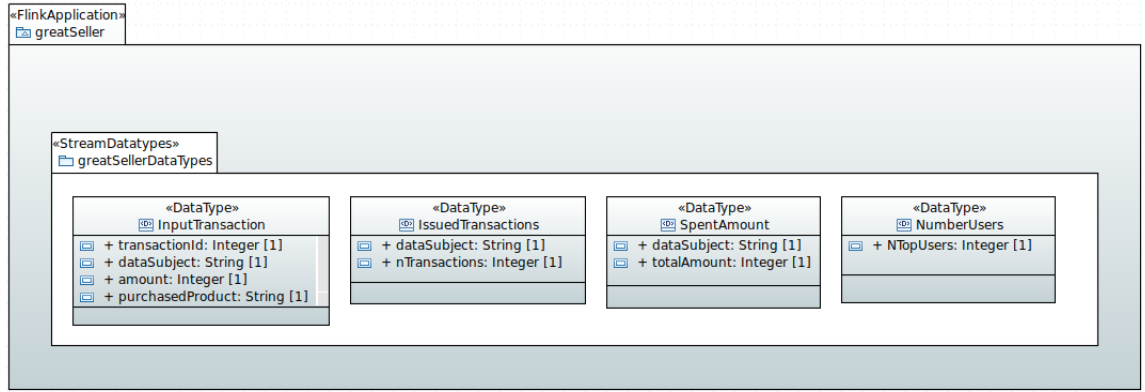 «FlinkApplication»
greatSeller
«StreamDatatypes»
greatSellerDataTypes
«DataType»
InputTransaction
+ transactionId: Integer [1]
+ dataSubject: String [1]
+ amount: Integer [1]
+ purchasedProduct: String [1]
«DataType»
IssuedTransactions
+ dataSubject: String [1]
+ nTransactions: Integer [1]
«DataType»
SpentAmount
+ dataSubject: String [1]
+ totalAmount: Integer [1]
«DataType»
NumberUsers
+ NTopUsers: Integer [1]